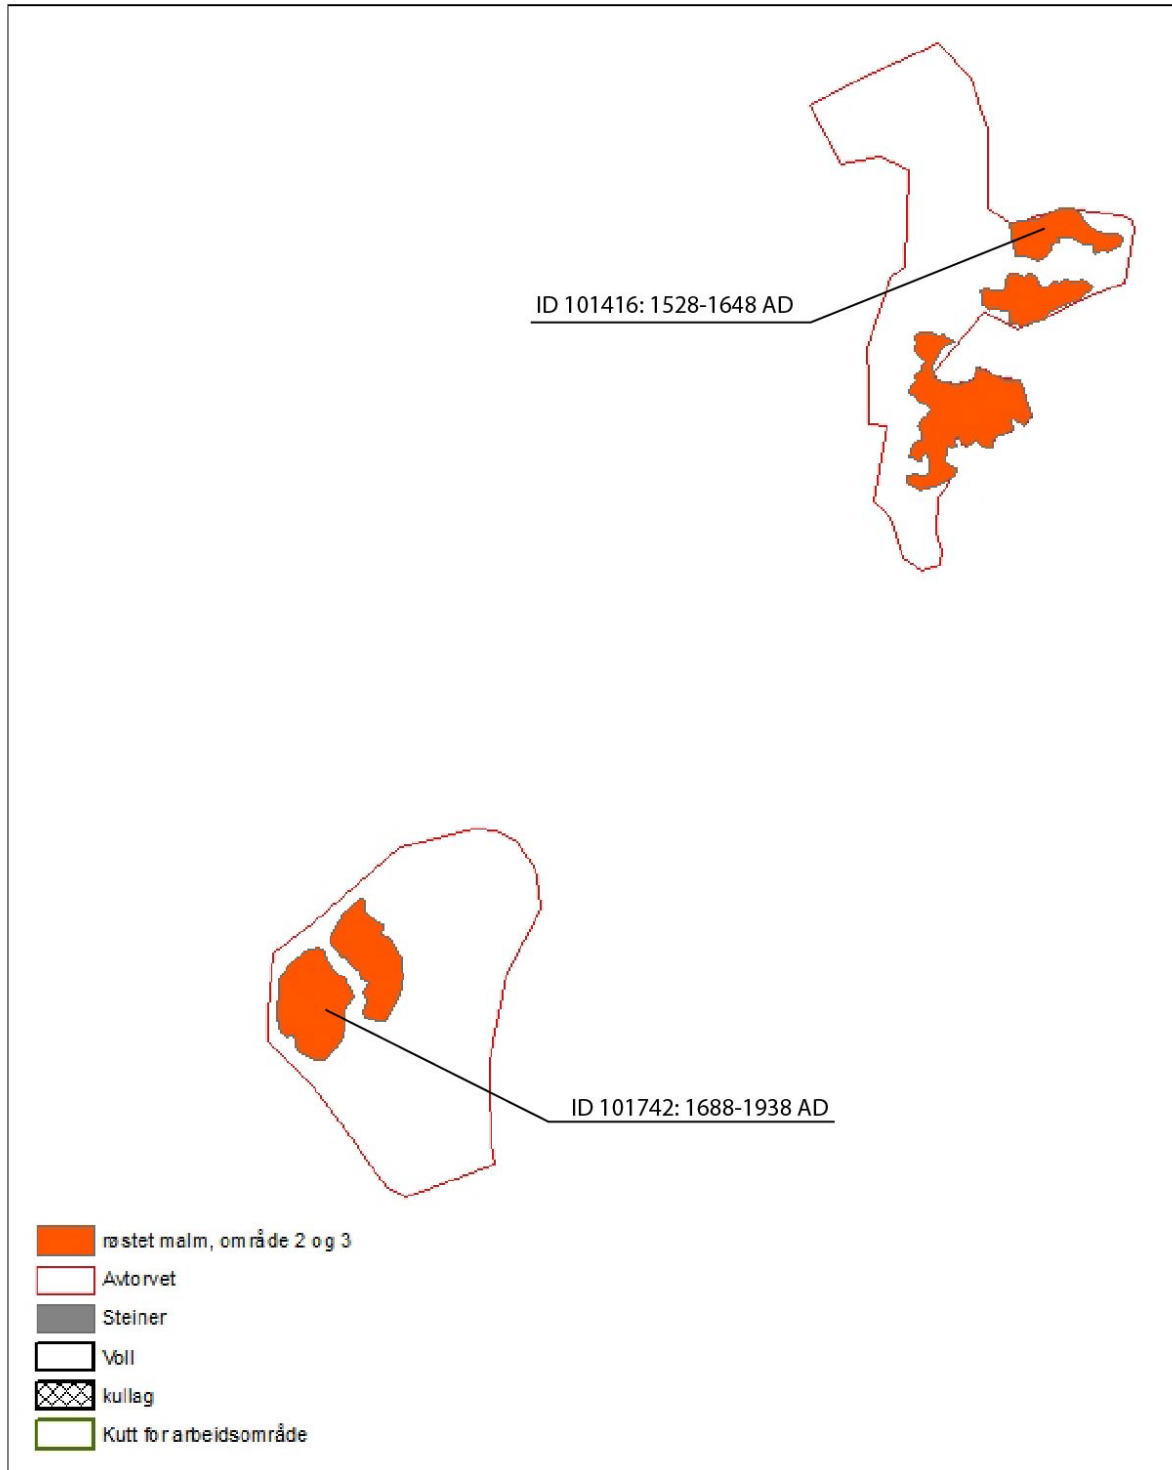 ID 101416: 1528-1648 AD
ID 101742: 1688-1938 AD
røstet malm, område 2 og 3
Avtorvet
Steiner
Voll
kullag
Kutt for arbeidsområde